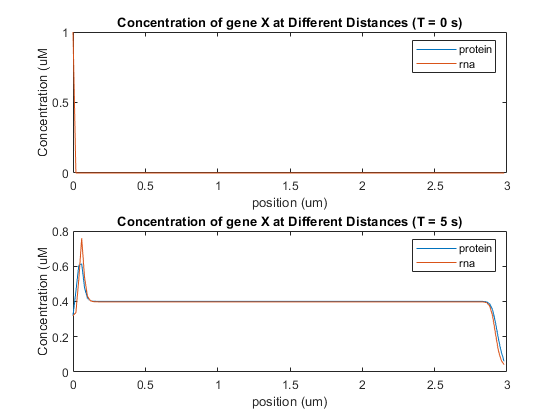 Concentration of gene X at Different Distances (T = 0 s)
1
0.5
0
Concentration (uM
protein
rna
0
0.5
1
1.5
2
2.5
3
position (um)
Concentration of gene X at Different Distances (T = 5 s)
0.8
0.6
0.4
0.2
0
Concentration (uM
protein
rna
0
0.5
1
1.5
2
2.5
3
position (um)